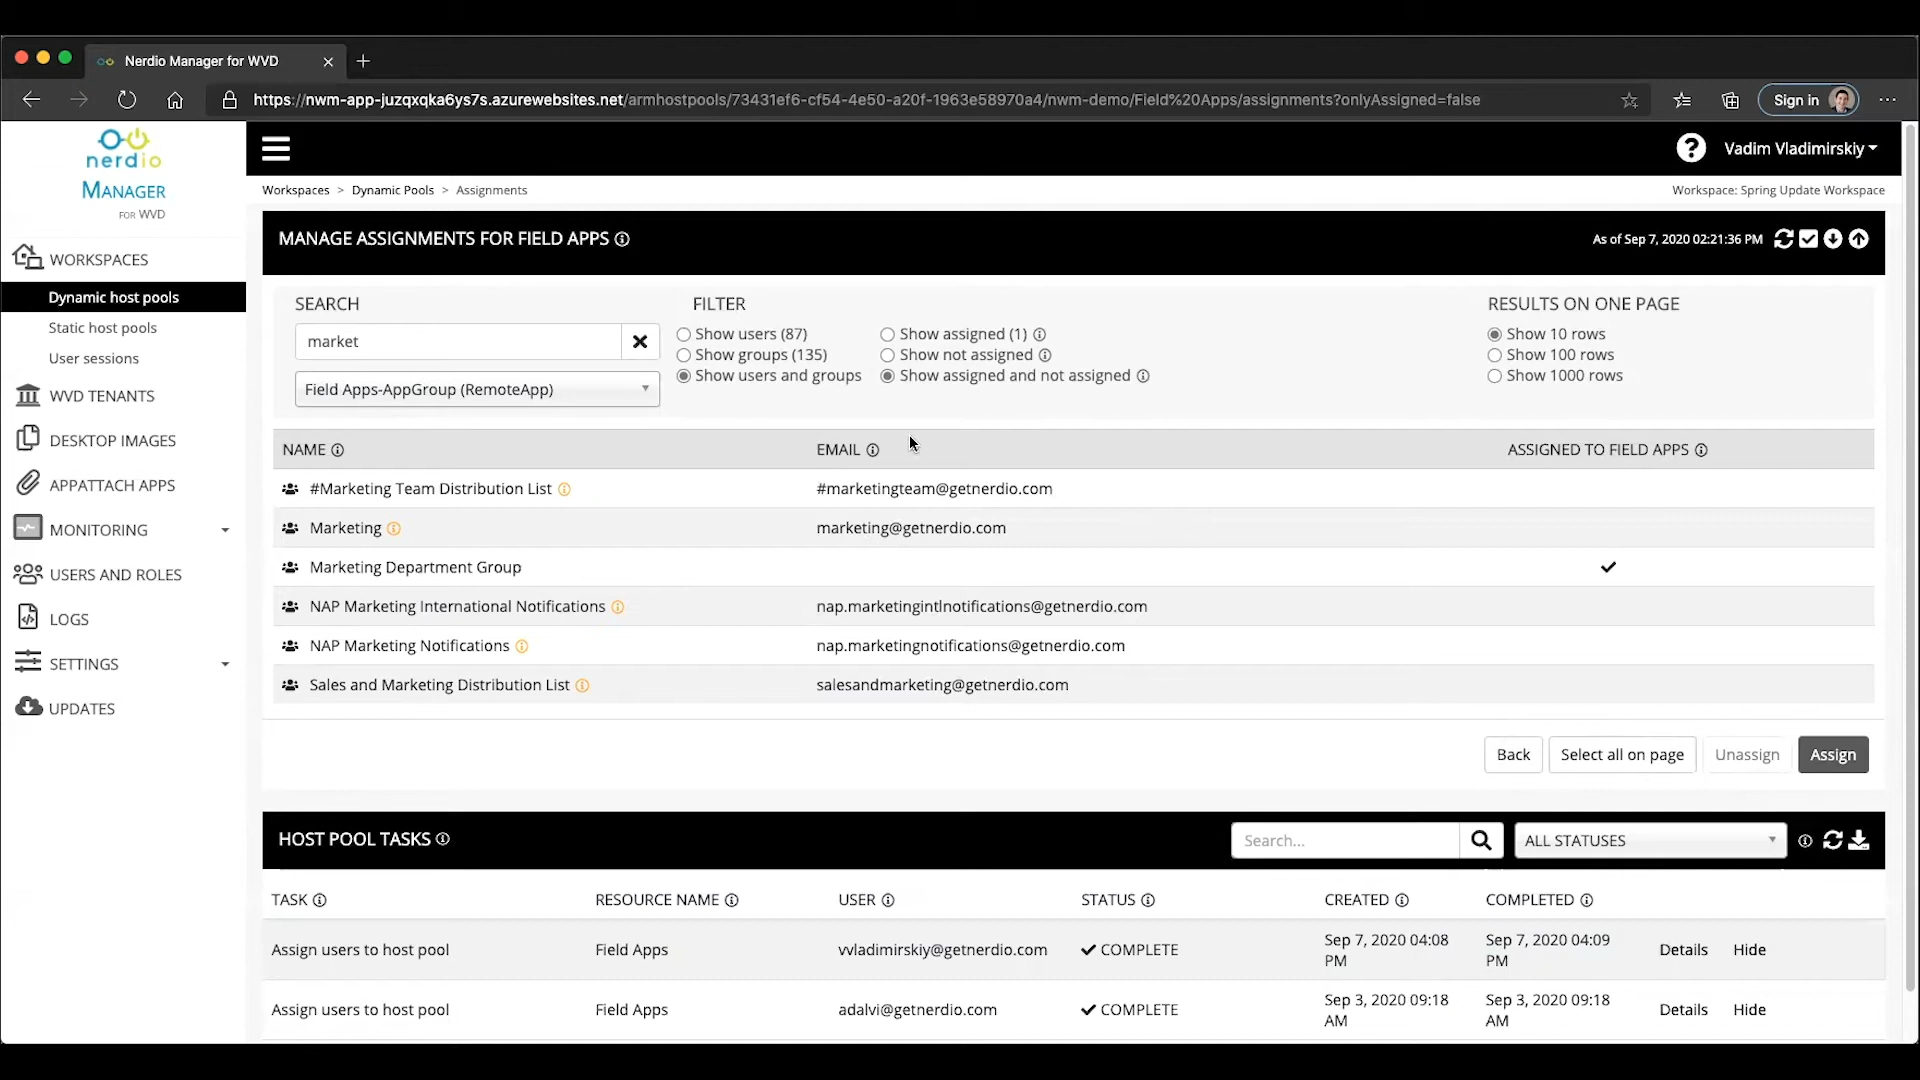 Nerdio Manager for WVD
https://nwm-app-juzqxqka6ys7s.azurewebsites.net/armhostpools/73431ef6-cf54-4e50-a20f-1963e58970a4/nwm-demo/Field%20Apps/assignments?onlyAssigned=false
Sign in
nerdio
MANAGER
FOR WVD
Vadim Vladimirskiy
Workspaces > Dynamic Pools > Assignments
Workspace: Spring Update Workspace
WORKSPACES
Dynamic host pools
Static host pools
User sessions
WVD TENANTS
DESKTOP IMAGES
APPATTACH APPS
MONITORING
USERS AND ROLES
LOGS
SETTINGS
UPDATES
MANAGE ASSIGNMENTS FOR FIELD APPS
As of Sep 7, 2020 02:21:36 PM
SEARCH
market
Field Apps-AppGroup (RemoteApp)
FILTER
Show users (87)
Show groups (135)
Show users and groups
Show assigned (1)
Show not assigned
Show assigned and not assigned
RESULTS ON ONE PAGE
Show 10 rows
Show 100 rows
Show 1000 rows
NAME EMAIL ASSIGNED TO FIELD APPS
#Marketing Team Distribution List #marketingteam@getnerdio.com
Marketing marketing@getnerdio.com
Marketing Department Group
NAP Marketing International Notifications nap.marketingintlnotifications@getnerdio.com
NAP Marketing Notifications nap.marketingnotifications@getnerdio.com
Sales and Marketing Distribution List salesandmarketing@getnerdio.com
Back Select all on page Unassign Assign
HOST POOL TASKS
Search...
ALL STATUSES
TASK RESOURCE NAME USER STATUS CREATED COMPLETED
Assign users to host pool Field Apps vvladimirskiy@getnerdio.com COMPLETE Sep 7, 2020 04:08 PM Sep 7, 2020 04:09 PM Details Hide
Assign users to host pool Field Apps adalvi@getnerdio.com COMPLETE Sep 3, 2020 09:18 AM Sep 3, 2020 09:18 AM Details Hide